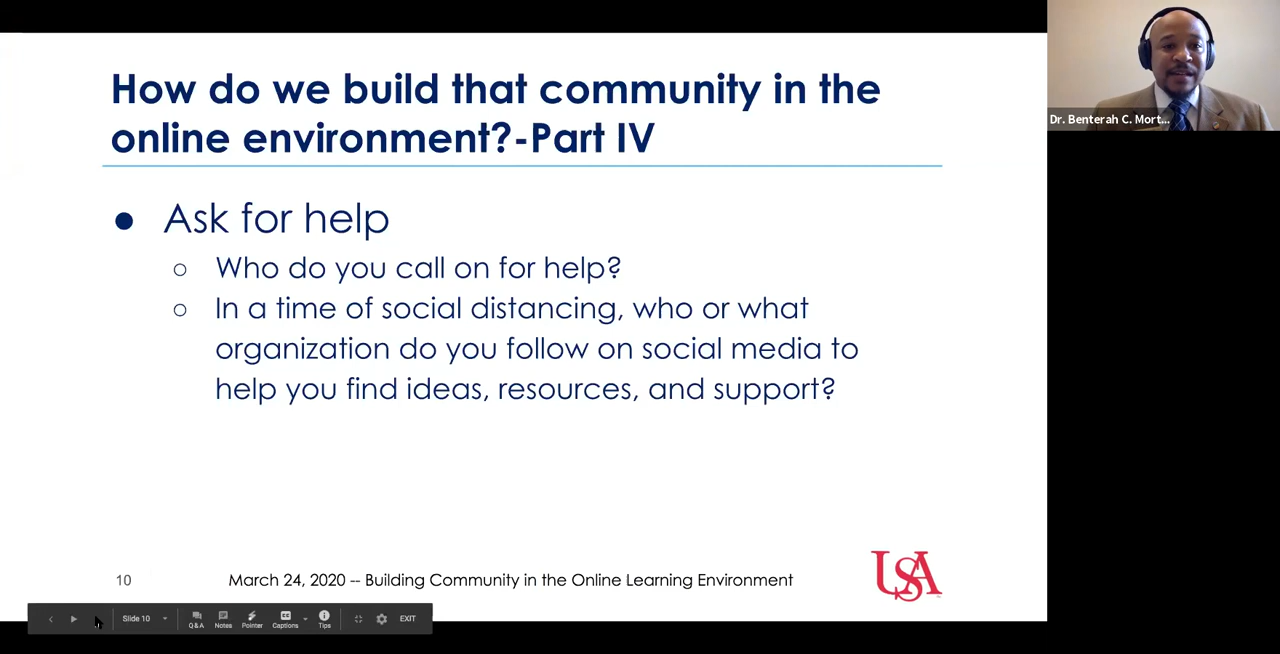 How do we build that community in the
online environment?-Part IV
● Ask for help
○ Who do you call on for help?
○ In a time of social distancing, who or what
organization do you follow on social media to
help you find ideas, resources, and support?
10
March 24, 2020 -- Building Community in the Online Learning Environment
USA
Slide 10
Q&A
Notes
Pointer
Captions
Tips
EXIT
Dr. Benterah C. Mort...